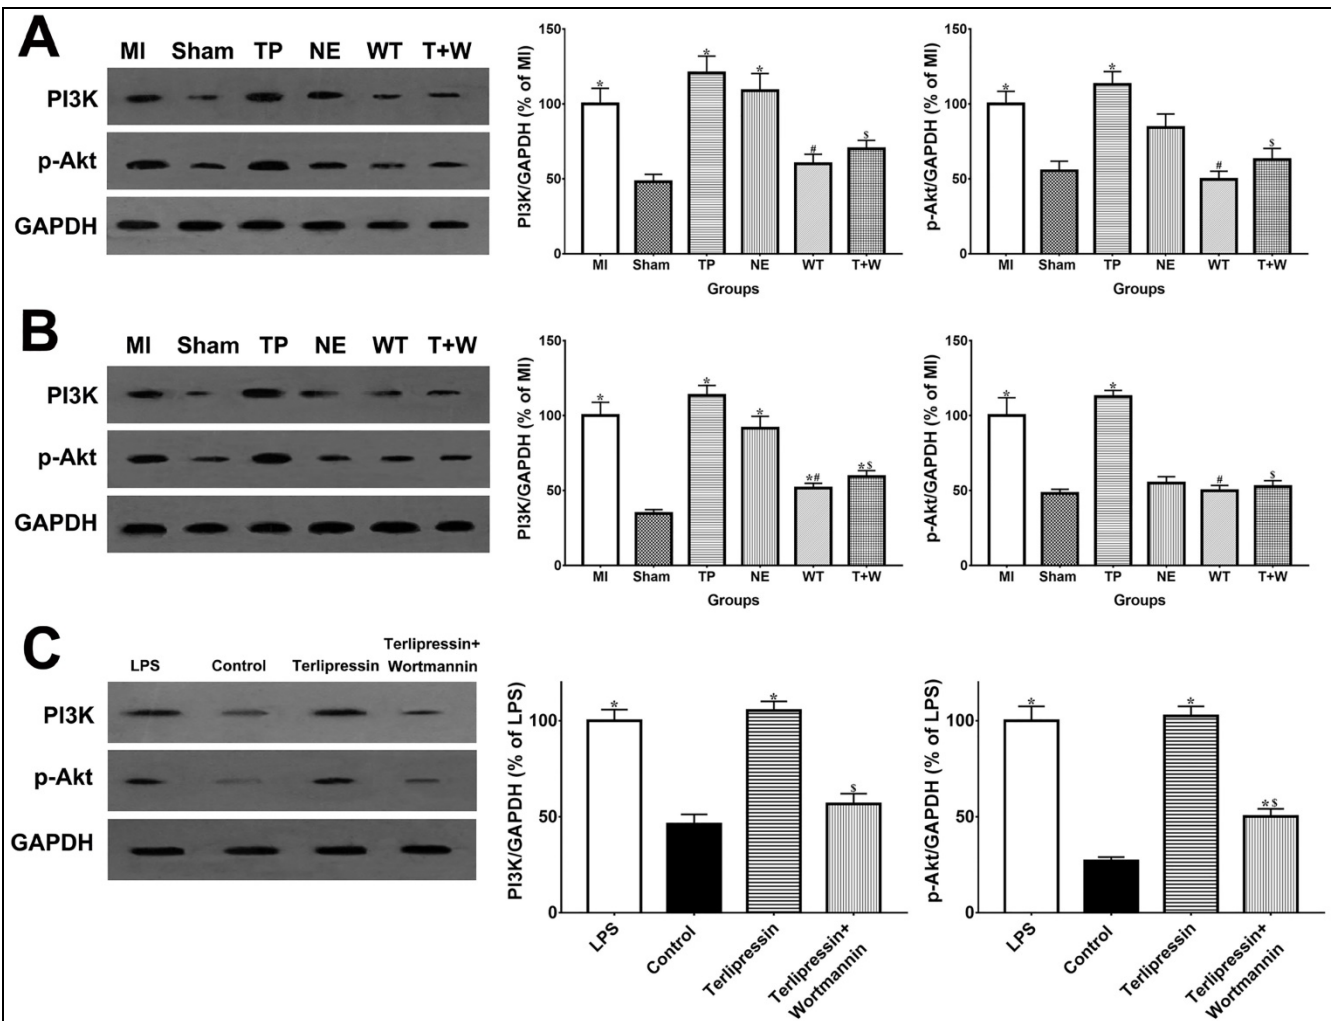 A
MI Sham TP NE WT T+W
PI3K
p-Akt
GAPDH
PI3K/GAPDH (% of MI)
150
100
50
0
* * * # $
MI Sham TP NE WT T+W
Groups
p-Akt/GAPDH (% of MI)
150
100
50
0
* * # $
MI Sham TP NE WT T+W
Groups
B
MI Sham TP NE WT T+W
PI3K
p-Akt
GAPDH
PI3K/GAPDH (% of MI)
150
100
50
0
* * * *# *$
MI Sham TP NE WT T+W
Groups
p-Akt/GAPDH (% of MI)
150
100
50
0
* * # $
MI Sham TP NE WT T+W
Groups
C
LPS Control Terlipressin Terlipressin+
Wortmannin
PI3K
p-Akt
GAPDH
PI3K/GAPDH (% of LPS)
100
50
0
* * $
LPS
Control
Terlipressin
Terlipressin+
Wortmannin
p-Akt/GAPDH (% of LPS)
100
50
0
* * *$
LPS
Control
Terlipressin
Terlipressin+
Wortmannin